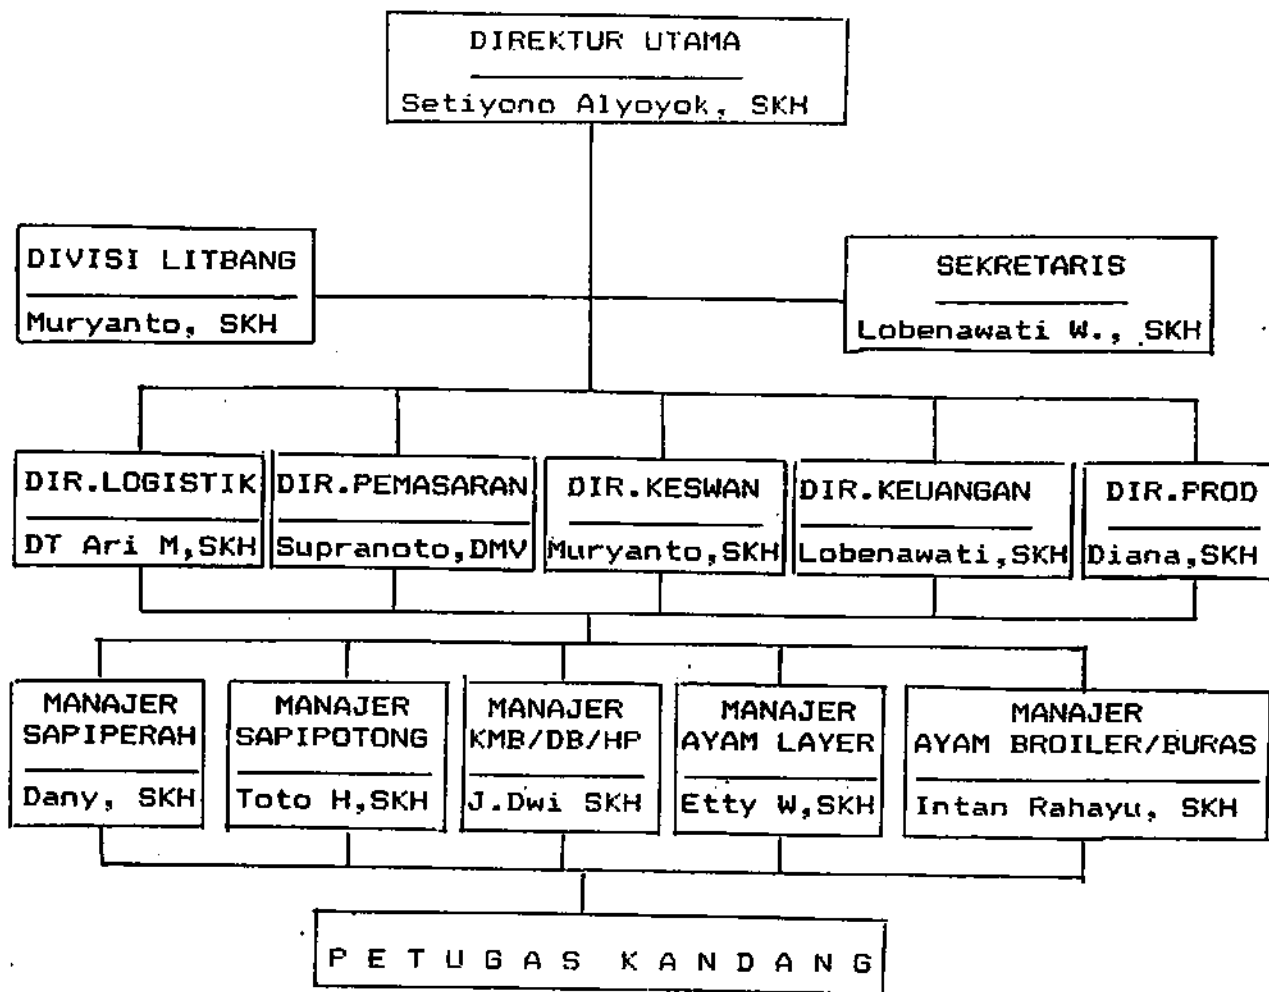 DIREKTUR UTAMA
Setiyono Alyoyok, SKH
DIVISI LITBANG
Muryanto, SKH
SEKRETARIS
Lobenawati W., SKH
DIR.LOGISTIK
DT Ari M,SKH
DIR.PEMASARAN
Supranoto,DMV
DIR.KESWAN
Muryanto,SKH
DIR.KEUANGAN
Lobenawati,SKH
DIR.PROD
Diana,SKH
MANAJER
SAPIPERAH
Dany, SKH
MANAJER
SAPIPOTONG
Toto H,SKH
MANAJER
KMB/DB/HP
J.Dwi SKH
MANAJER
AYAM LAYER
Etty W,SKH
MANAJER
AYAM BROILER/BURAS
Intan Rahayu, SKH
P E T U G A S K A N D A N G